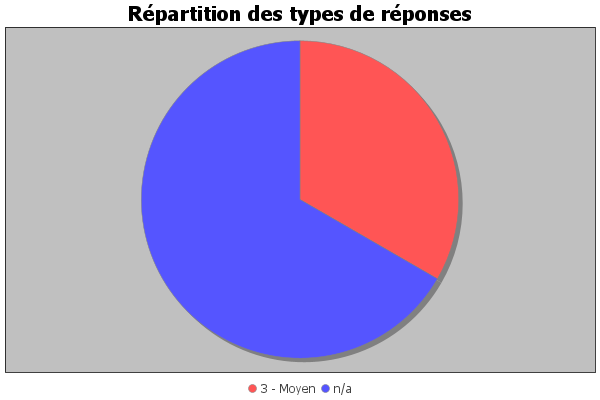 Répartition des types de réponses
3 - Moyen n/a